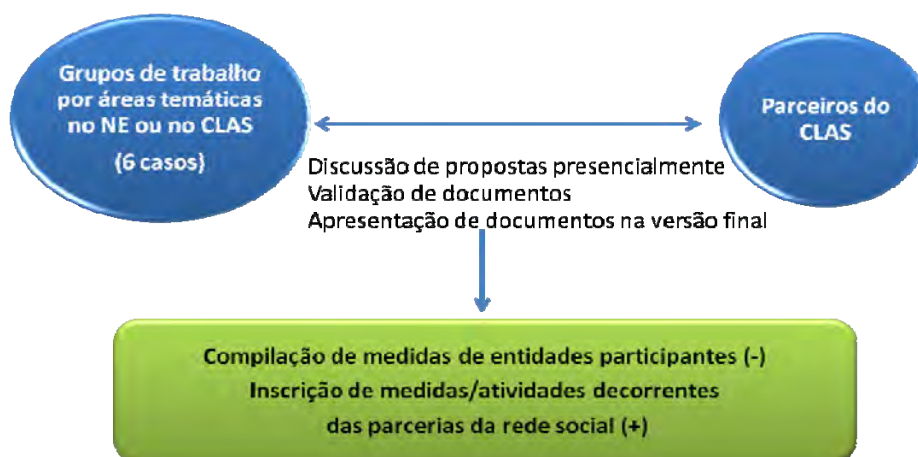 Grupos de trabalho
por áreas temáticas
no NE ou no CLAS
(6 casos)
Parceiros do
CLAS
Discussão de propostas presencialmente
Validação de documentos
Apresentação de documentos na versão final
Compilação de medidas de entidades participantes (-)
Inscrição de medidas/atividades decorrentes
das parcerias da rede social (+)